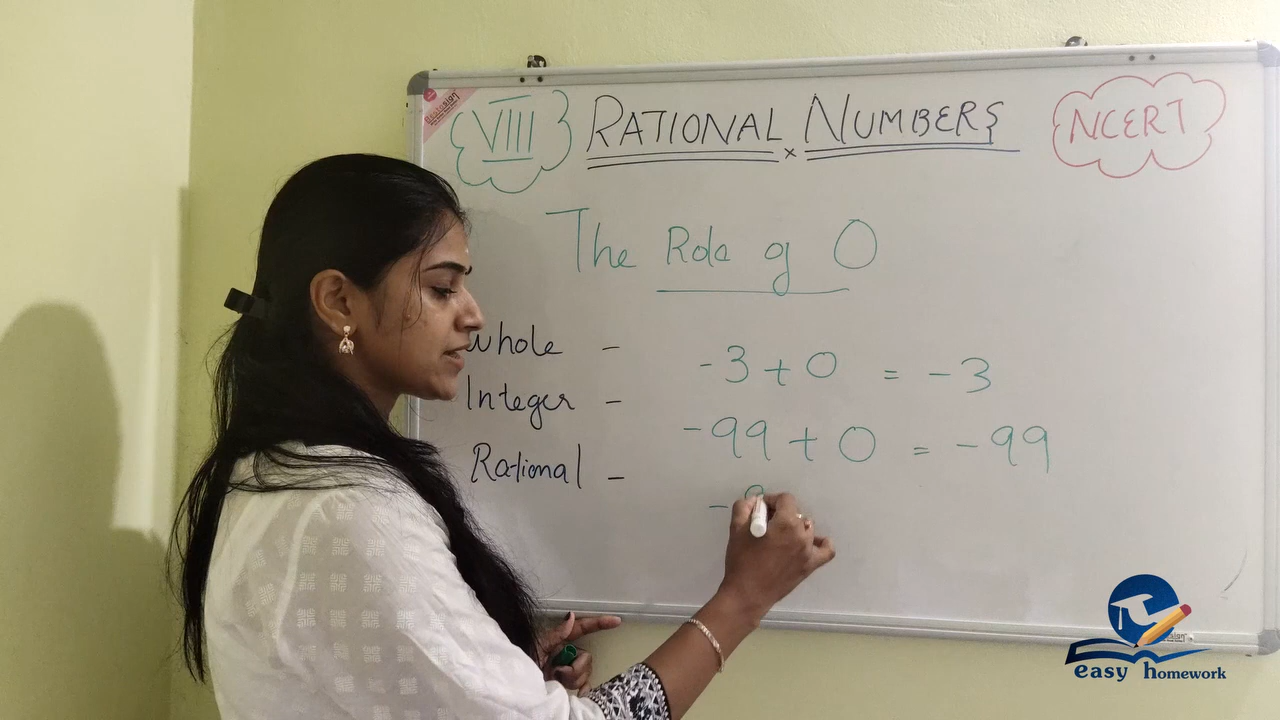 VIII RATIONAL NUMBERS NCERT
x
The Role of 0
Whole -
-3 + 0 = -3
Integer -
-99 + 0 = -99
Rational -
-
easy homework